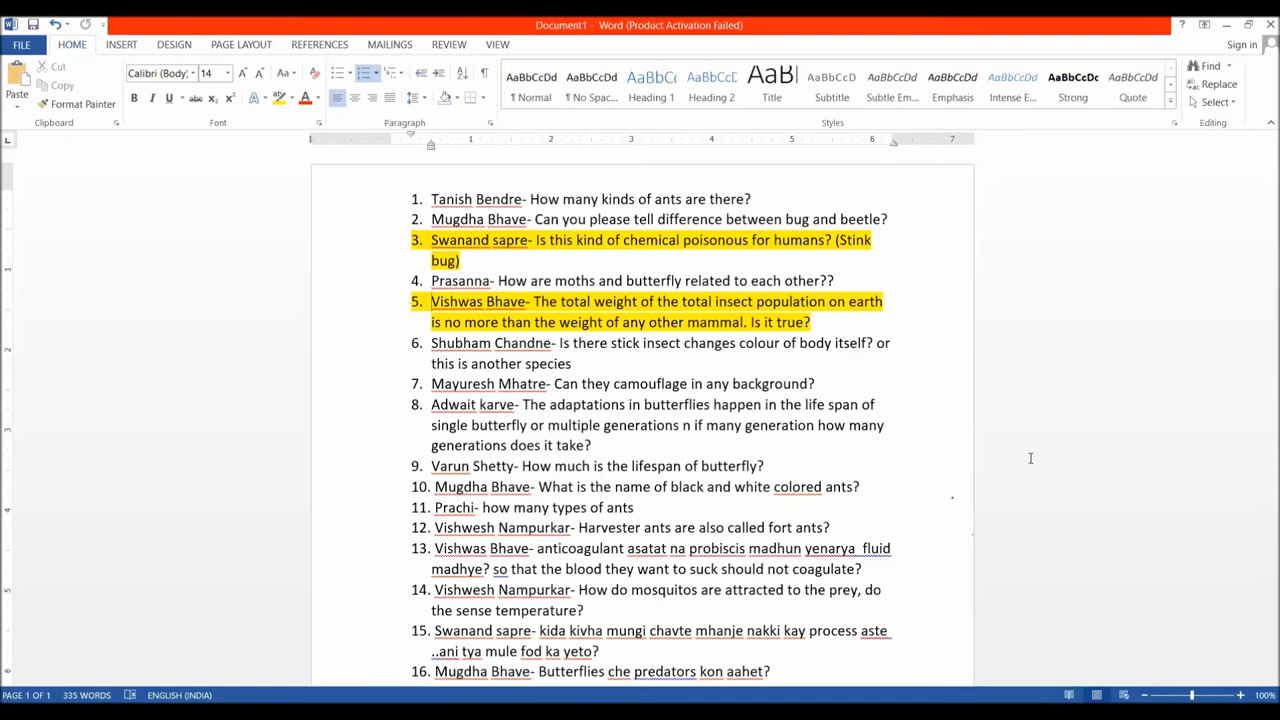 Document1 - Word (Product Activation Failed)
Sign in
FILE HOME INSERT DESIGN PAGE LAYOUT REFERENCES MAILINGS REVIEW VIEW
Cut
Copy
Paste
Format Painter
Clipboard
Calibri (Body) 14
Font
Paragraph
AaBbCcDd AaBbCcDd AaBbC AaBbCcD AaB AaBbCcD AaBbCcDd AaBbCcDd AaBbCcDd AaBbCcDc AaBbCcDd
¶ Normal ¶ No Spac... Heading 1 Heading 2 Title Subtitle Subtle Em... Emphasis Intense E... Strong Quote
Styles
Find
Replace
Select
Editing
1 1 2 3 4 5 6 7
1. Tanish Bendre- How many kinds of ants are there?
2. Mugdha Bhave- Can you please tell difference between bug and beetle?
3. Swanand sapre- Is this kind of chemical poisonous for humans? (Stink
bug)
4. Prasanna- How are moths and butterfly related to each other??
5. Vishwas Bhave- The total weight of the total insect population on earth
is no more than the weight of any other mammal. Is it true?
6. Shubham Chandne- Is there stick insect changes colour of body itself? or
this is another species
7. Mayuresh Mhatre- Can they camouflage in any background?
8. Adwait karve- The adaptations in butterflies happen in the life span of
single butterfly or multiple generations n if many generation how many
generations does it take?
9. Varun Shetty- How much is the lifespan of butterfly?
10. Mugdha Bhave- What is the name of black and white colored ants?
11. Prachi- how many types of ants
12. Vishwesh Nampurkar- Harvester ants are also called fort ants?
13. Vishwas Bhave- anticoagulant asatat na probiscis madhun yenarya fluid
madhye? so that the blood they want to suck should not coagulate?
14. Vishwesh Nampurkar- How do mosquitos are attracted to the prey, do
the sense temperature?
15. Swanand sapre- kida kivha mungi chavte mhanje nakki kay process aste
..ani tya mule fod ka yeto?
16. Mugdha Bhave- Butterflies che predators kon aahet?
PAGE 1 OF 1 335 WORDS ENGLISH (INDIA) 100%